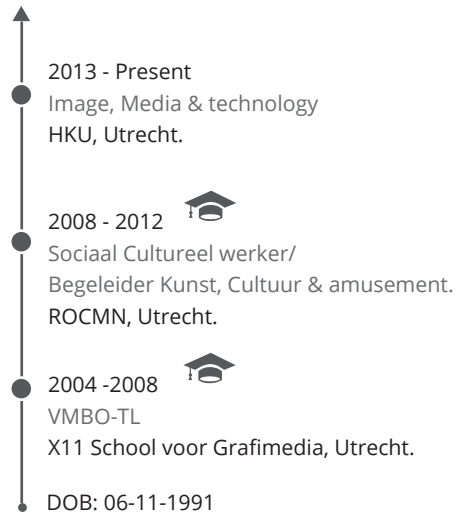 2013 - Present
Image, Media & technology
HKU, Utrecht.
2008 - 2012
Sociaal Cultureel werker/
Begeleider Kunst, Cultuur & amusement.
ROCMN, Utrecht.
2004 -2008
VMBO-TL
X11 School voor Grafimedia, Utrecht.
DOB: 06-11-1991